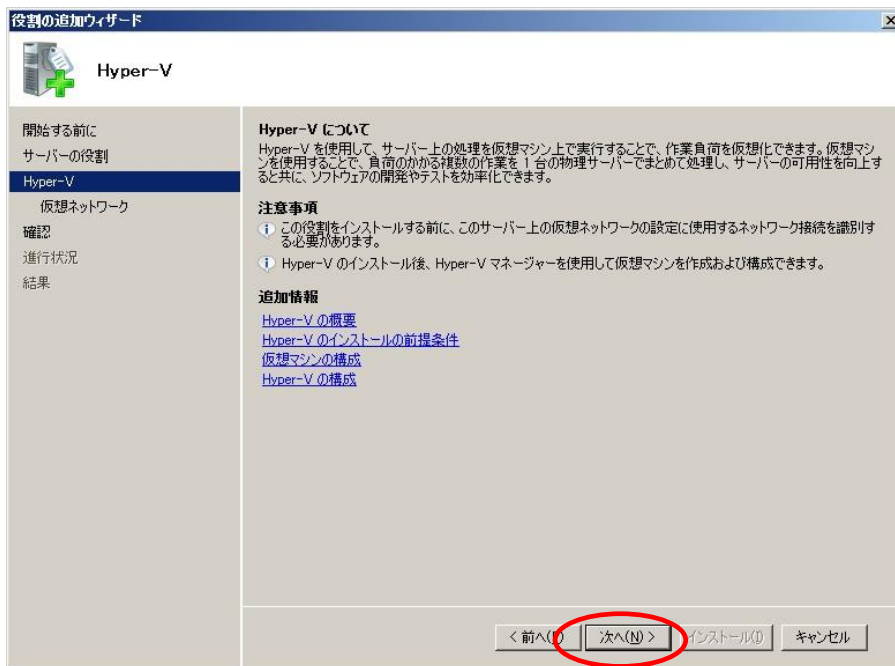 役割の追加ウィザード
Hyper-V
開始する前に
サーバーの役割
Hyper-V
仮想ネットワーク
確認
進行状況
結果
Hyper-V について
Hyper-V を使用して、サーバー上の処理を仮想マシン上で実行することで、作業負荷を仮想化できます。仮想マシ
ンを使用することで、負荷のかかる複数の作業を 1 台の物理サーバーでまとめて処理し、サーバーの可用性を向上す
ると共に、ソフトウェアの開発やテストを効率化できます。
注意事項
この役割をインストールする前に、このサーバー上の仮想ネットワークの設定に使用するネットワーク接続を識別す
る必要があります。
Hyper-V のインストール後、Hyper-V マネージャーを使用して仮想マシンを作成および構成できます。
追加情報
Hyper-V の概要
Hyper-V のインストールの前提条件
仮想マシンの構成
Hyper-V の構成
< 前へ( 次へ(N) > インストール(I) キャンセル